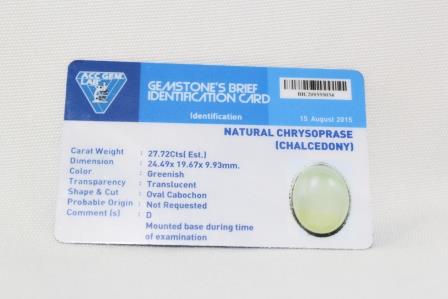 ACC GEM.
LAB
GEMSTONE'S BRIEF
IDENTIFICATION CARD
Identification
15 August 2015
NATURAL CHRYSOPRASE
(CHALCEDONY)
Carat Weight : 27.72Cts( Est.)
Dimension : 24.49x 19.67x 9.93mm.
Color : Greenish
Transparency : Translucent
Shape & Cut : Oval Cabochon
Probable Origin : Not Requested
Comment (s) : D
Mounted base during time
of examination